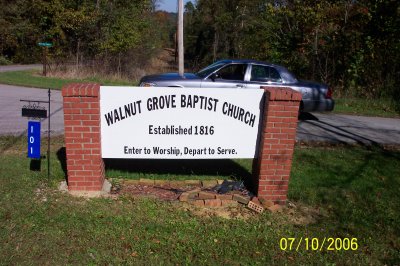 WALNUT GROVE BAPTIST CHURCH
Established 1816
Enter to Worship, Depart to Serve.
101
07/10/2006